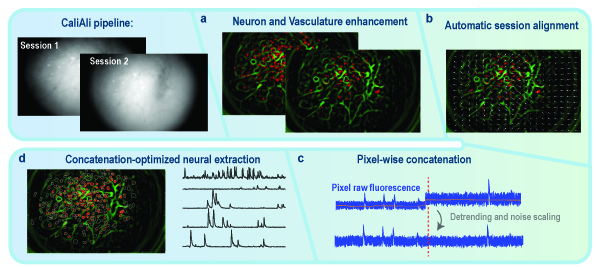 CaliAli pipeline:
Session 1
Session 2
a
Neuron and Vasculature enhancement
b
Automatic session alignment
d
Concatenation-optimized neural extraction
c
Pixel-wise concatenation
Pixel raw fluorescence
Detrending and noise scaling